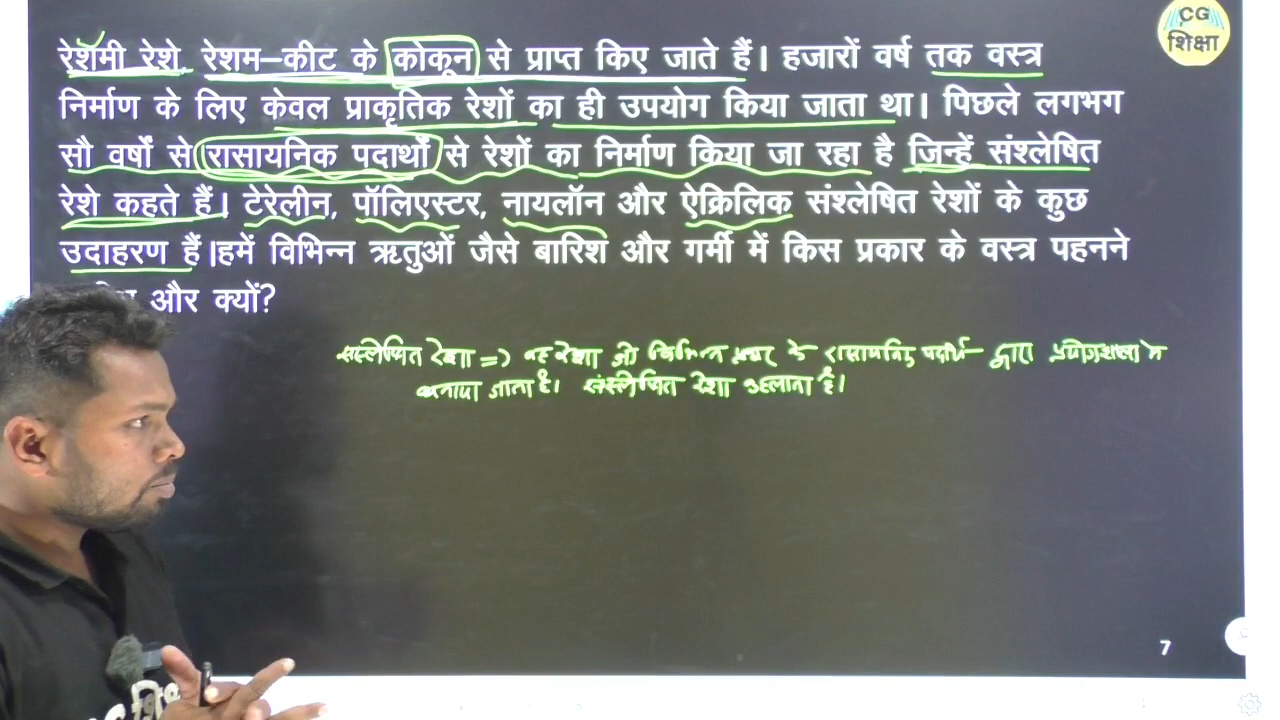 CG
शिक्षा
रेशमी रेशे रेशम–कीट के कोकून से प्राप्त किए जाते हैं। हजारों वर्ष तक वस्त्र
निर्माण के लिए केवल प्राकृतिक रेशों का ही उपयोग किया जाता था। पिछले लगभग
सौ वर्षों से रासायनिक पदार्थों से रेशों का निर्माण किया जा रहा है जिन्हें संश्लेषित
रेशे कहते हैं। टेरेलीन, पॉलिएस्टर, नायलॉन और ऐक्रिलिक संश्लेषित रेशों के कुछ
उदाहरण हैं।हमें विभिन्न ऋतुओं जैसे बारिश और गर्मी में किस प्रकार के वस्त्र पहनने
और क्यों?
संश्लेषित रेशा => वह रेशा जो विभिन्न प्रकार के रासायनिक पदार्थ द्वारा प्रयोगशाला में
बनाया जाता है। संश्लेषित रेशा कहलाता है।
7